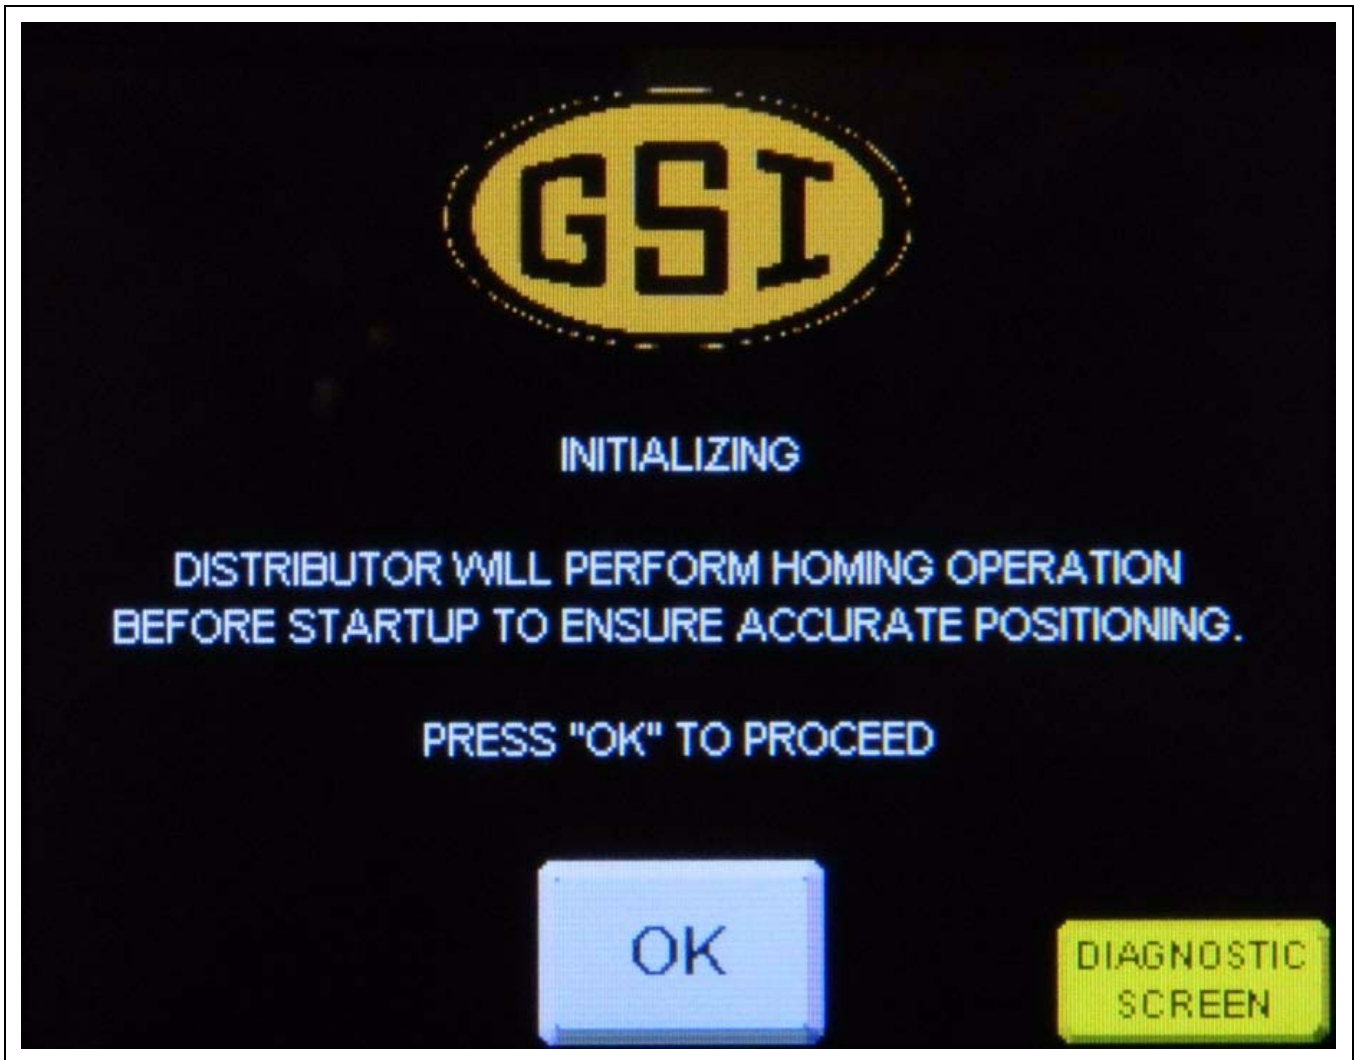 GSI
INITIALIZING
DISTRIBUTOR WILL PERFORM HOMING OPERATION
BEFORE STARTUP TO ENSURE ACCURATE POSITIONING.
PRESS "OK" TO PROCEED
OK
DIAGNOSTIC
SCREEN